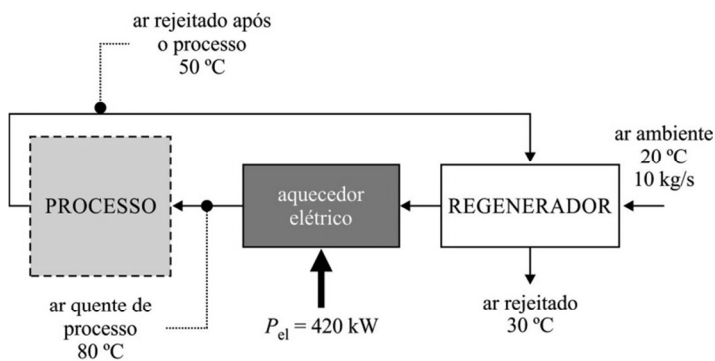 ar rejeitado após
o processo
50 ºC
ar ambiente
20 ºC
10 kg/s
PROCESSO
aquecedor
elétrico
REGENERADOR
ar quente de
processo
80 ºC
P_el = 420 kW
ar rejeitado
30 ºC